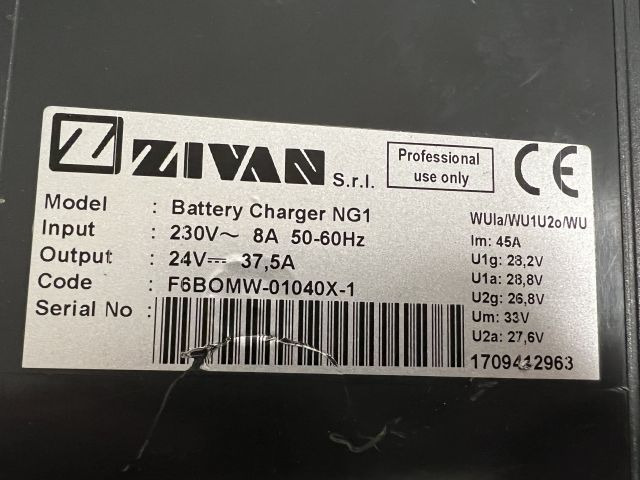 ZIVAN S.r.l.
Professional
use only
CE
Model : Battery Charger NG1
Input : 230V~ 8A 50-60Hz
Output : 24V⎓ 37,5A
Code : F6BOMW-01040X-1
Serial No :
WUIa/WU1U2o/WU
Im: 45A
U1g: 28,2V
U1a: 28,8V
U2g: 26,8V
Um: 33V
U2a: 27,6V
1709412963